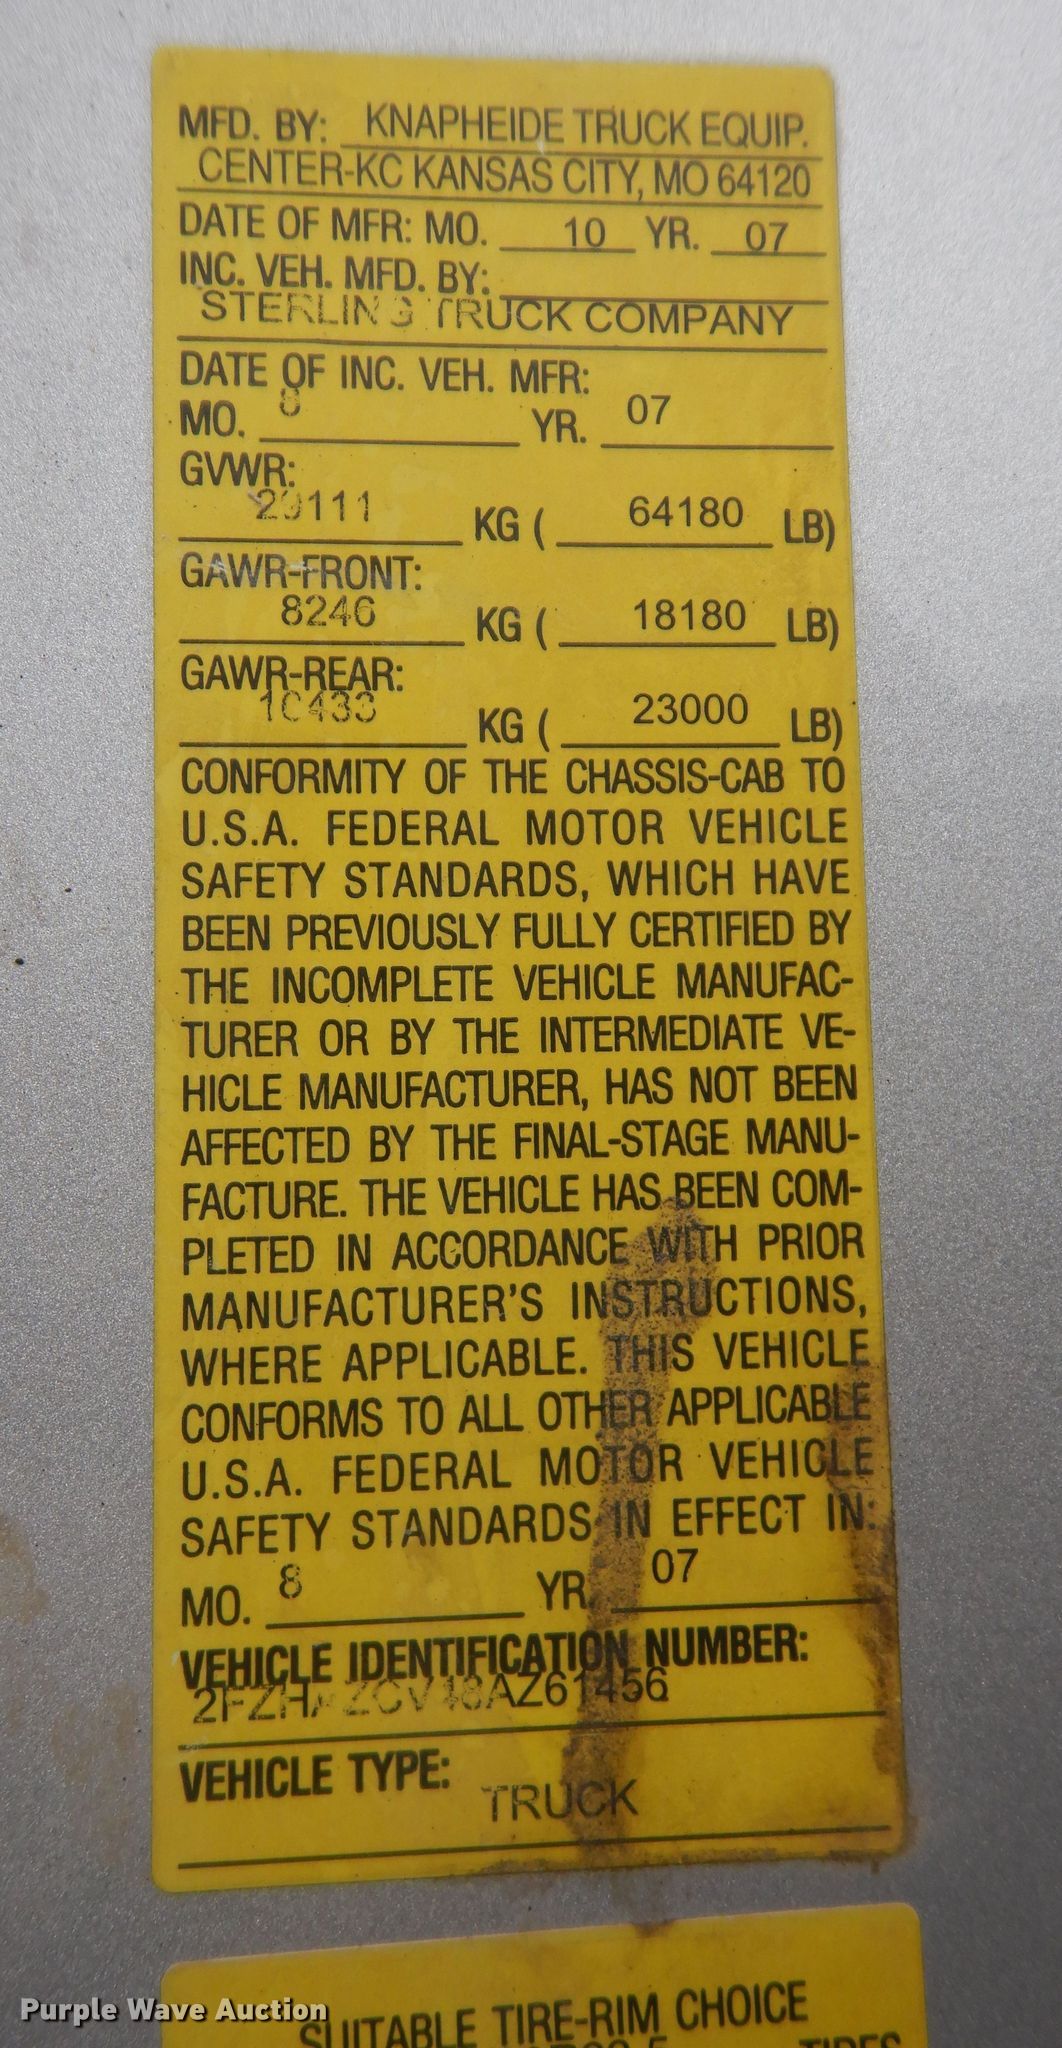 MFD. BY: KNAPHEIDE TRUCK EQUIP.
CENTER-KC KANSAS CITY, MO 64120
DATE OF MFR: MO. 10 YR. 07
INC. VEH. MFD. BY:
STERLING TRUCK COMPANY
DATE OF INC. VEH. MFR:
MO. 8 YR. 07
GVWR:
29111 KG ( 64180 LB)
GAWR-FRONT:
8246 KG ( 18180 LB)
GAWR-REAR:
10433 KG ( 23000 LB)
CONFORMITY OF THE CHASSIS-CAB TO
U.S.A. FEDERAL MOTOR VEHICLE
SAFETY STANDARDS, WHICH HAVE
BEEN PREVIOUSLY FULLY CERTIFIED BY
THE INCOMPLETE VEHICLE MANUFAC-
TURER OR BY THE INTERMEDIATE VE-
HICLE MANUFACTURER, HAS NOT BEEN
AFFECTED BY THE FINAL-STAGE MANU-
FACTURE. THE VEHICLE HAS BEEN COM-
PLETED IN ACCORDANCE WITH PRIOR
MANUFACTURER'S INSTRUCTIONS,
WHERE APPLICABLE. THIS VEHICLE
CONFORMS TO ALL OTHER APPLICABLE
U.S.A. FEDERAL MOTOR VEHICLE
SAFETY STANDARDS IN EFFECT IN:
MO. 8 YR. 07
VEHICLE IDENTIFICATION NUMBER:
VEHICLE TYPE: TRUCK
SUITABLE TIRE-RIM CHOICE
Purple Wave Auction